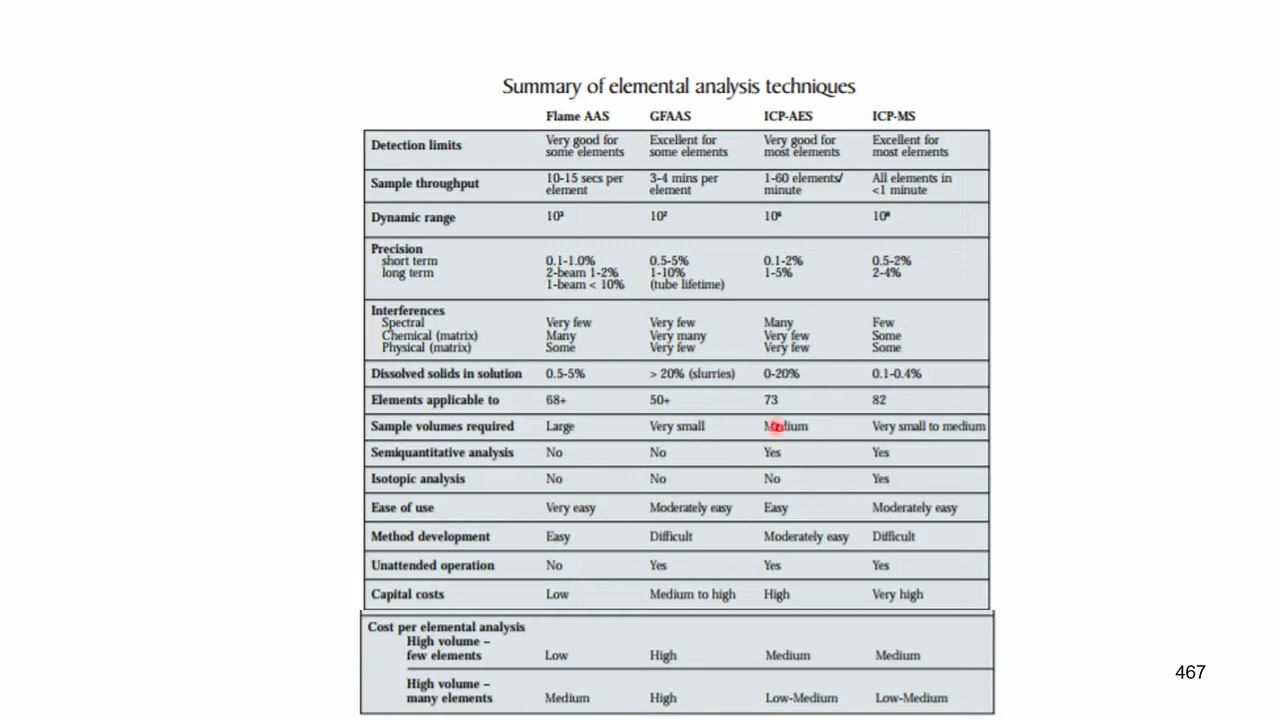 Summary of elemental analysis techniques
Flame AAS GFAAS ICP-AES ICP-MS
Detection limits Very good for some elements Excellent for some elements Very good for most elements Excellent for most elements
Sample throughput 10-15 secs per element 3-4 mins per element 1-60 elements/ minute All elements in <1 minute
Dynamic range 10³ 10² 10⁶ 10⁸
Precision
short term 0.1-1.0% 0.5-5% 0.1-2% 0.5-2%
long term 2-beam 1-2% 1-10% 1-5% 2-4%
1-beam < 10% (tube lifetime)
Interferences
Spectral Very few Very few Many Few
Chemical (matrix) Many Very many Very few Some
Physical (matrix) Some Very few Very few Some
Dissolved solids in solution 0.5-5% > 20% (slurries) 0-20% 0.1-0.4%
Elements applicable to 68+ 50+ 73 82
Sample volumes required Large Very small Medium Very small to medium
Semiquantitative analysis No No Yes Yes
Isotopic analysis No No No Yes
Ease of use Very easy Moderately easy Easy Moderately easy
Method development Easy Difficult Moderately easy Difficult
Unattended operation No Yes Yes Yes
Capital costs Low Medium to high High Very high
Cost per elemental analysis
High volume –
few elements Low High Medium Medium
High volume –
many elements Medium High Low-Medium Low-Medium
467